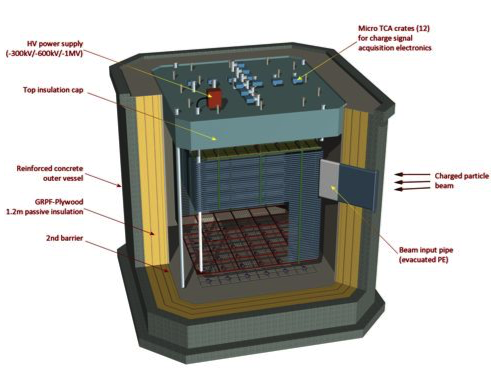 HV power supply
(-300kV/-600kV/-1MV)
Micro TCA crates (12)
for charge signal
acquisition electronics
Top insulation cap
Reinforced concrete
outer vessel
Charged particle
beam
GRPF-Plywood
1.2m passive insulation
2nd barrier
Beam input pipe
(evacuated PE)